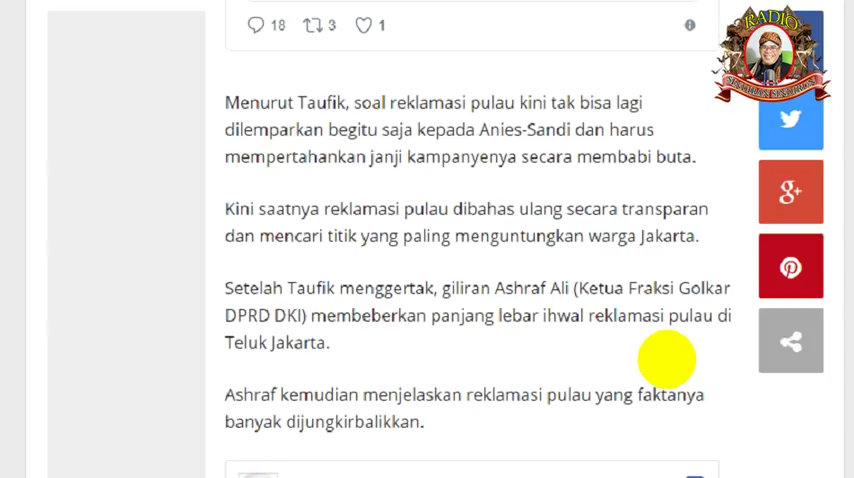 18 3 1
RADIO
Menurut Taufik, soal reklamasi pulau kini tak bisa lagi
dilemparkan begitu saja kepada Anies-Sandi dan harus
mempertahankan janji kampanyenya secara membabi buta.
Kini saatnya reklamasi pulau dibahas ulang secara transparan
dan mencari titik yang paling menguntungkan warga Jakarta.
Setelah Taufik menggertak, giliran Ashraf Ali (Ketua Fraksi Golkar
DPRD DKI) membeberkan panjang lebar ihwal reklamasi pulau di
Teluk Jakarta.
Ashraf kemudian menjelaskan reklamasi pulau yang faktanya
banyak dijungkirbalikkan.